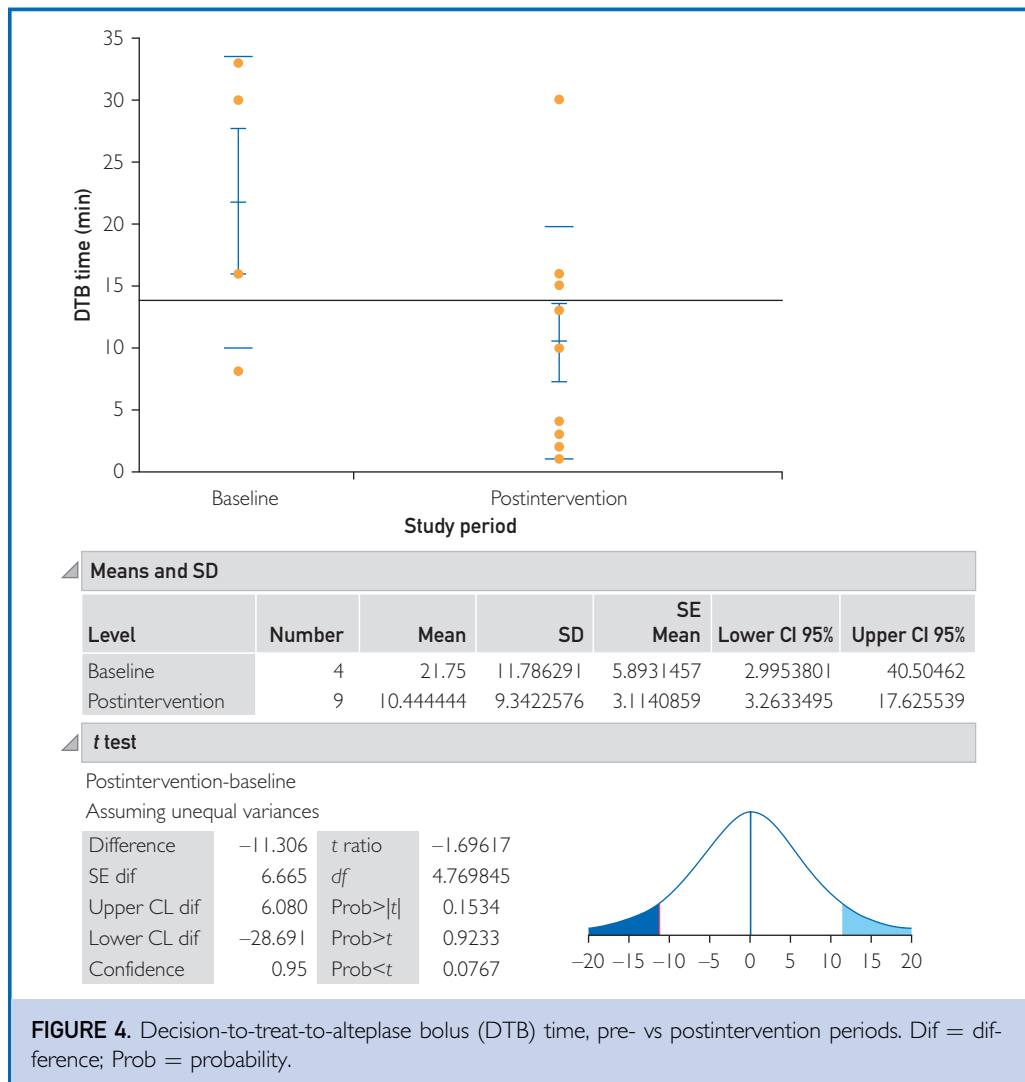 35
30
25
20
15
10
5
0
DTB time (min)
Baseline Postintervention
Study period
Means and SD
Level Number Mean SD SE Mean Lower CI 95% Upper CI 95%
Baseline 4 21.75 11.786291 5.8931457 2.9953801 40.50462
Postintervention 9 10.444444 9.3422576 3.1140859 3.2633495 17.625539
t test
Postintervention-baseline
Assuming unequal variances
Difference −11.306 t ratio −1.69617
SE dif 6.665 df 4.769845
Upper CL dif 6.080 Prob>|t| 0.1534
Lower CL dif −28.691 Prob>t 0.9233
Confidence 0.95 Prob<t 0.0767
−20 −15 −10 −5 0 5 10 15 20
FIGURE 4. Decision-to-treat-to-alteplase bolus (DTB) time, pre- vs postintervention periods. Dif = dif-
ference; Prob = probability.